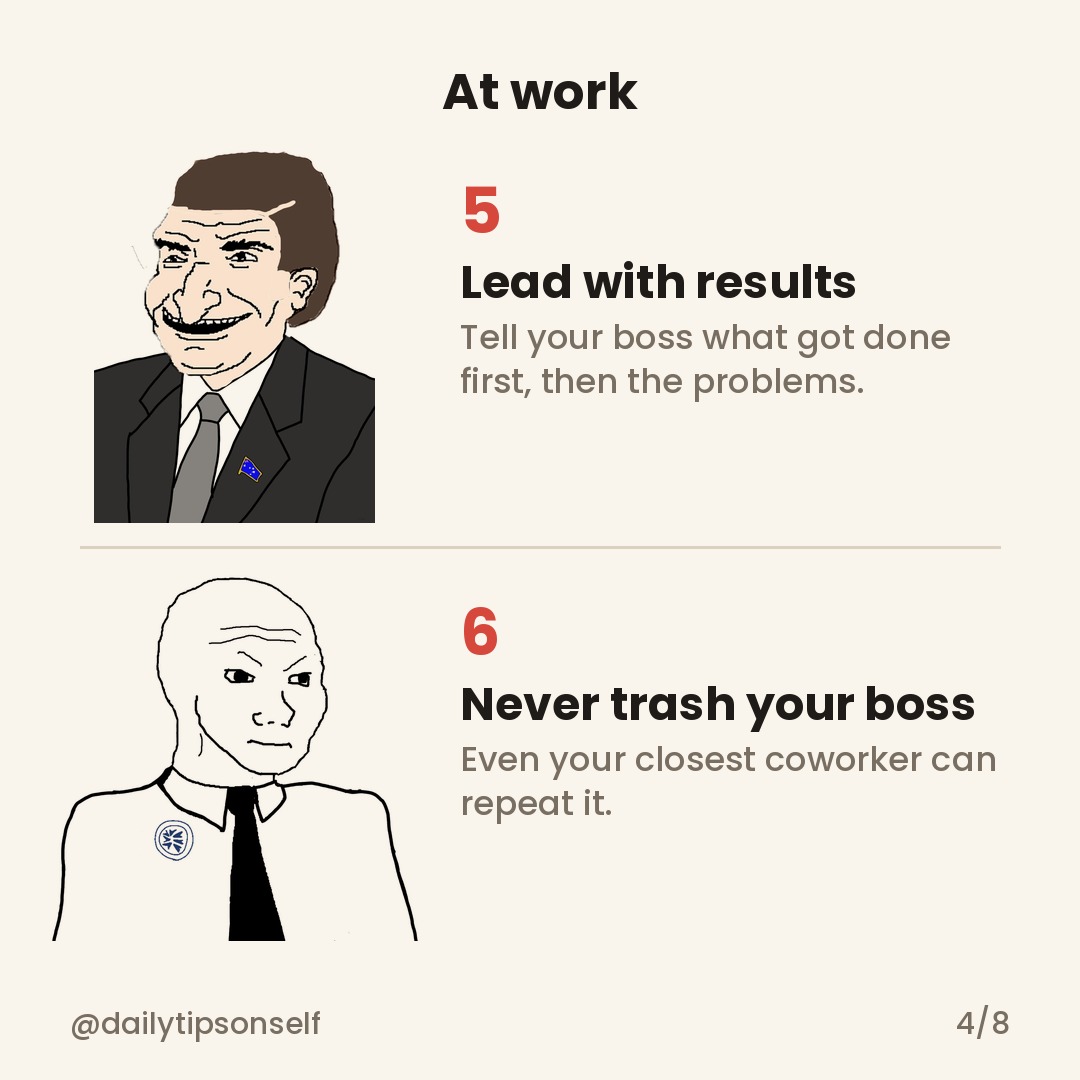 At work
5
Lead with results
Tell your boss what got done
first, then the problems.
6
Never trash your boss
Even your closest coworker can
repeat it.
@dailytipsonself
4/8